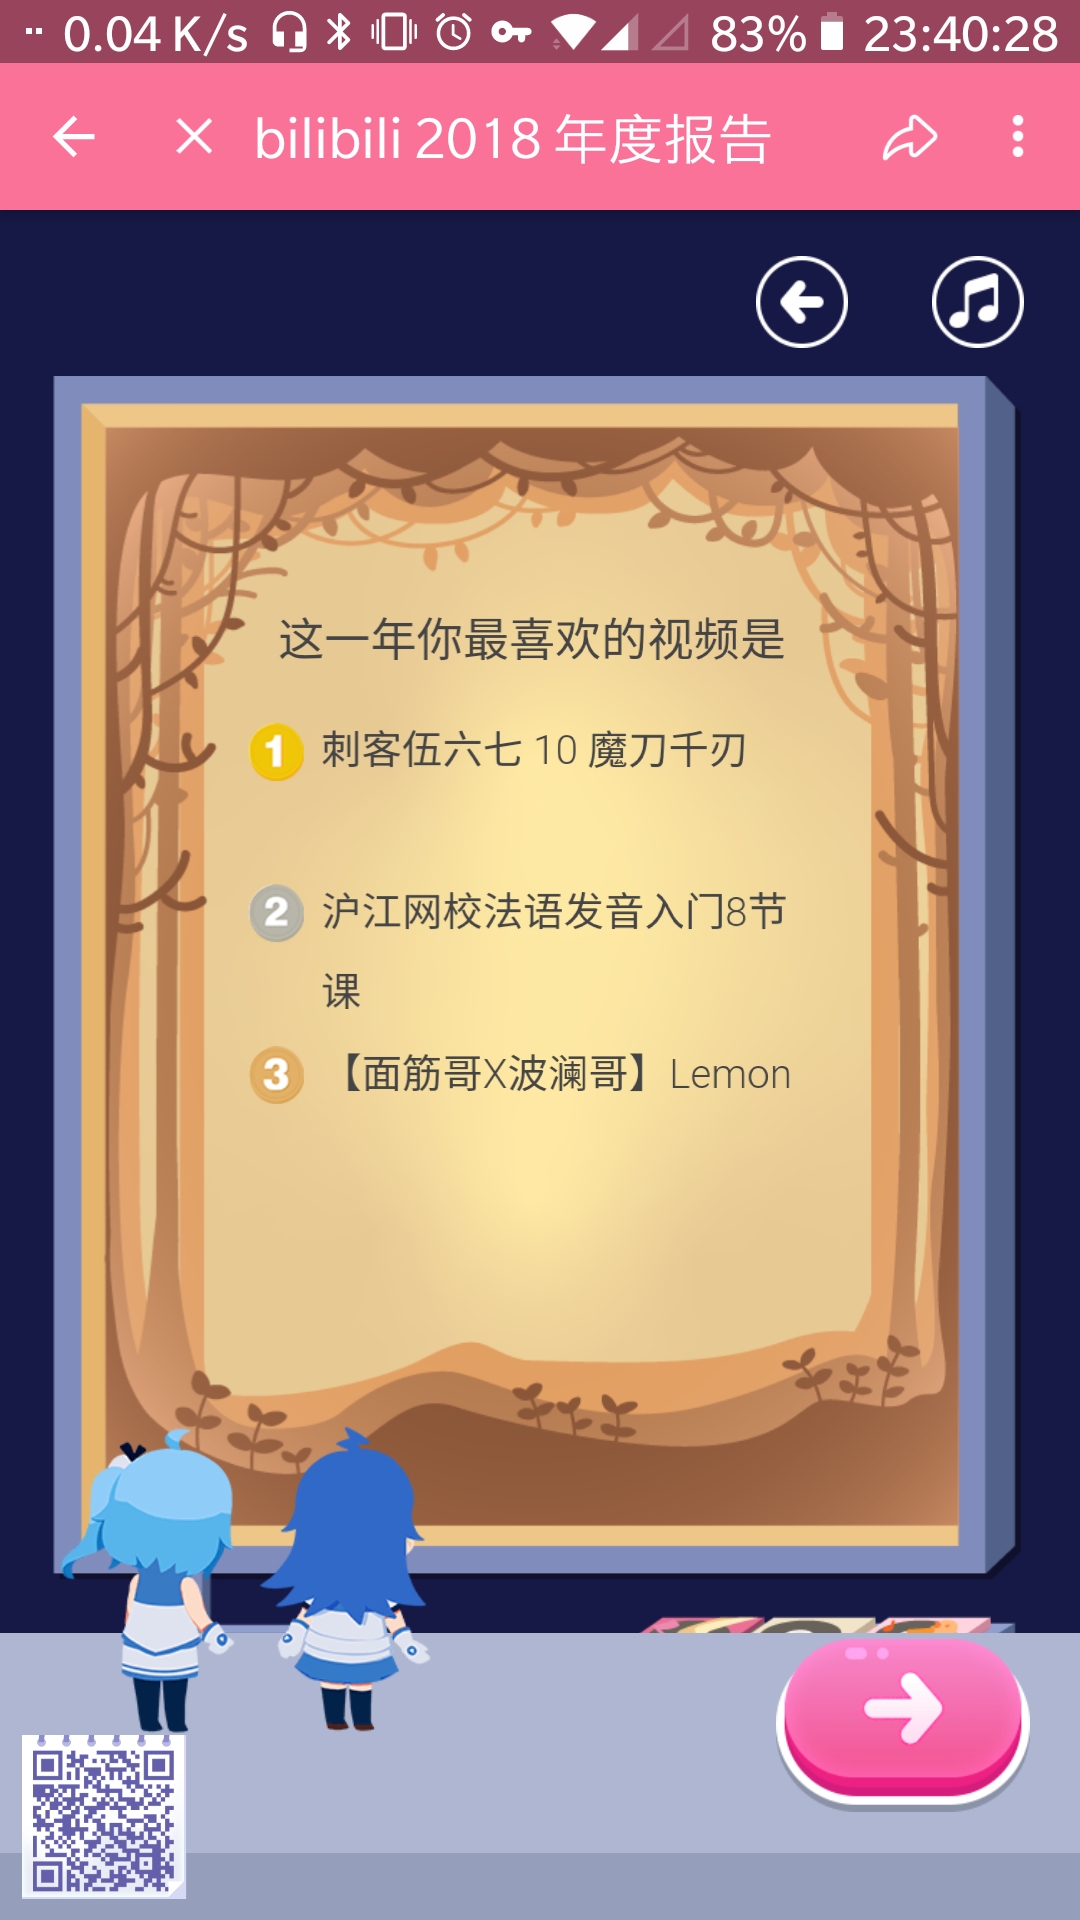 0.04 K/s 83% 23:40:28
bilibili 2018 年度报告
这一年你最喜欢的视频是
1 刺客伍六七 10 魔刀千刃
2 沪江网校法语发音入门8节
课
3 【面筋哥X波澜哥】Lemon